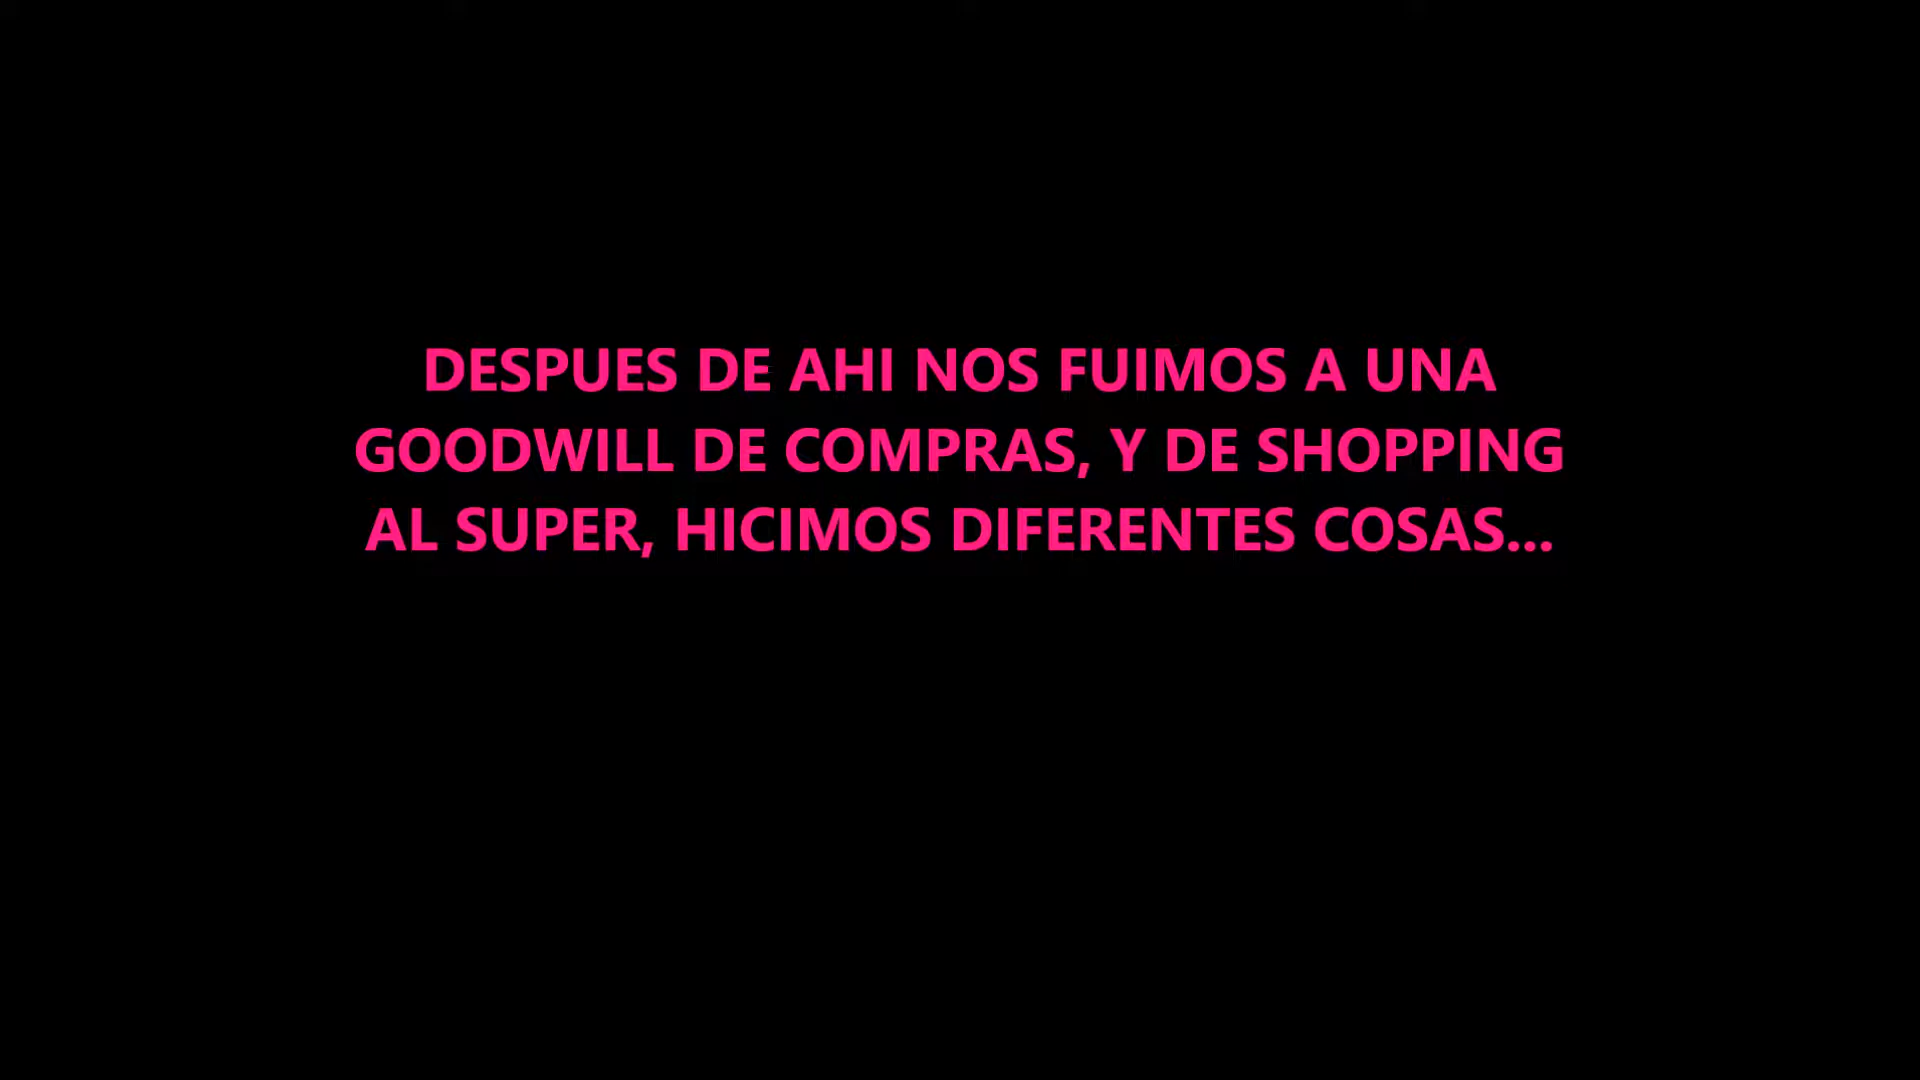 DESPUES DE AHI NOS FUIMOS A UNA
GOODWILL DE COMPRAS, Y DE SHOPPING
AL SUPER, HICIMOS DIFERENTES COSAS...